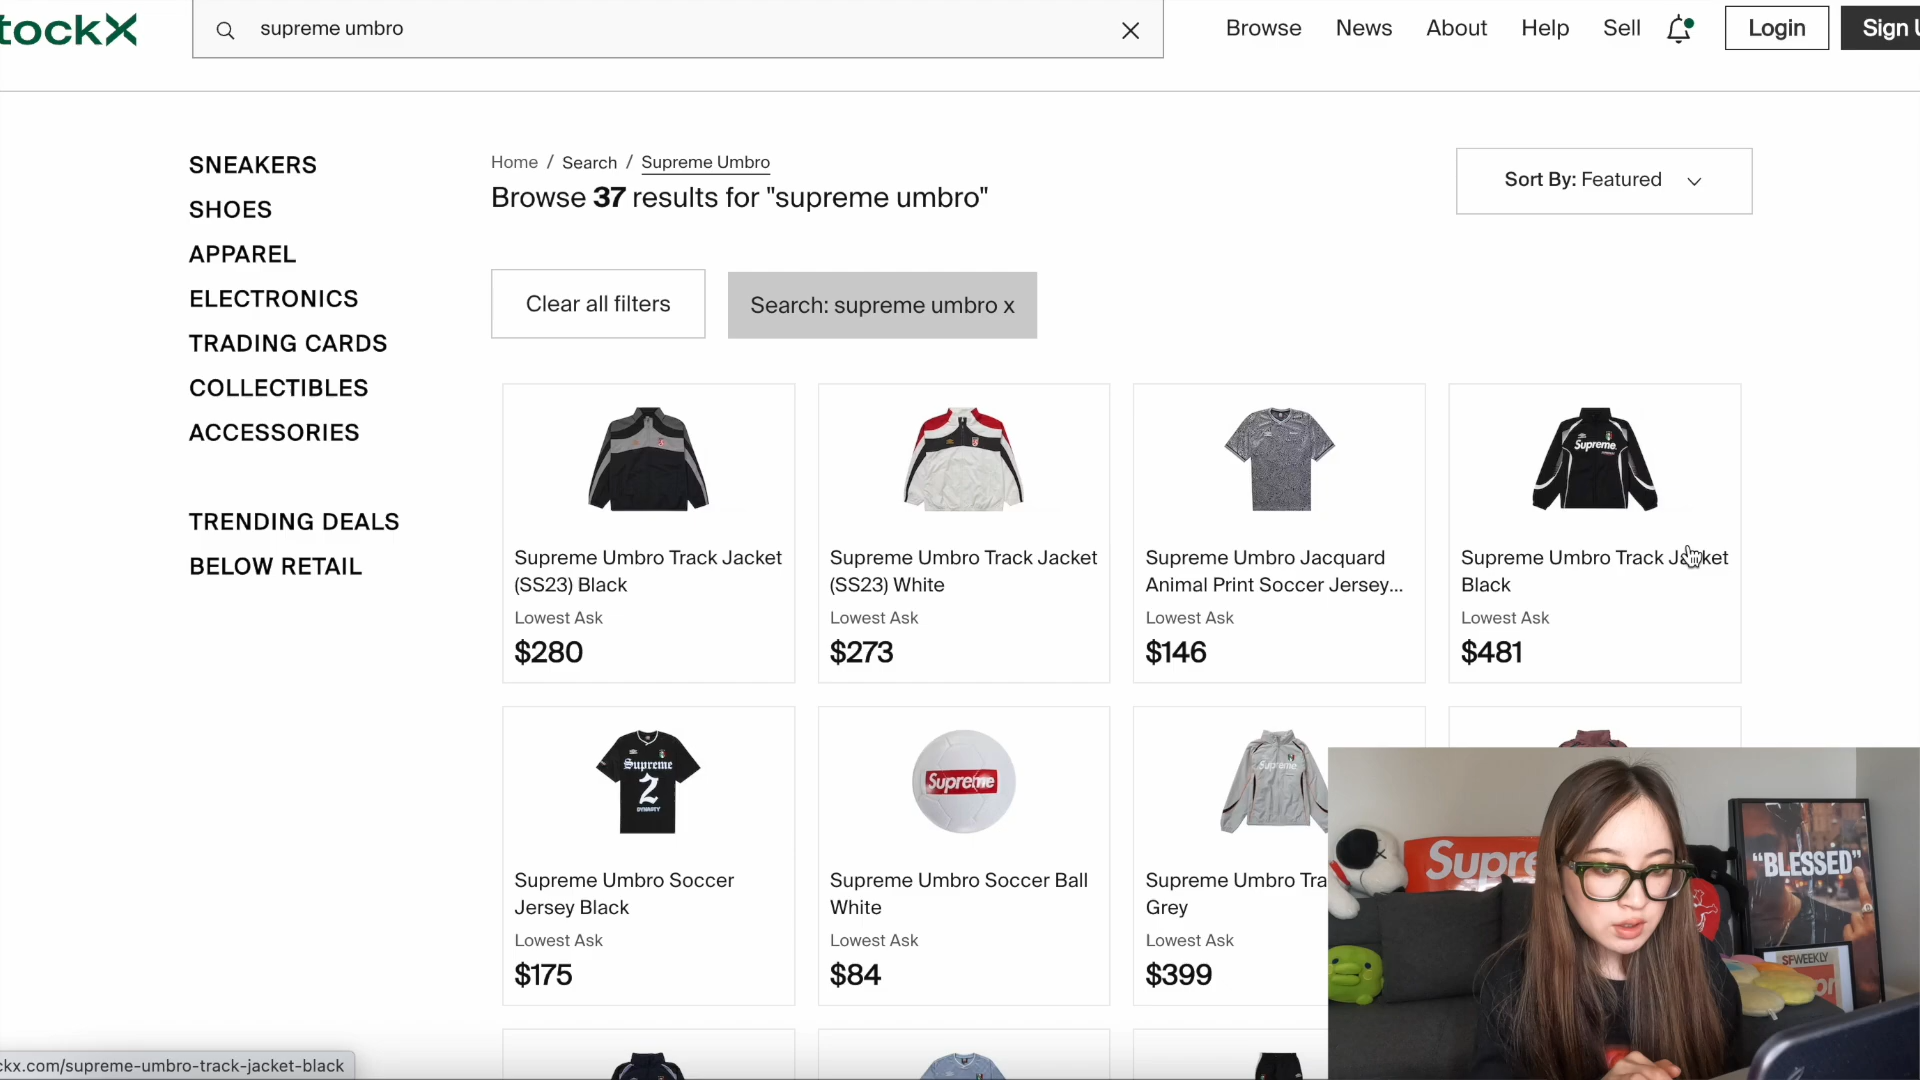 tockX
supreme umbro
Browse
News
About
Help
Sell
Login
Sign U
SNEAKERS
SHOES
APPAREL
ELECTRONICS
TRADING CARDS
COLLECTIBLES
ACCESSORIES
TRENDING DEALS
BELOW RETAIL
Home / Search / Supreme Umbro
Browse 37 results for "supreme umbro"
Sort By: Featured
Clear all filters
Search: supreme umbro x
Supreme
Supreme Umbro Track Jacket
(SS23) Black
Lowest Ask
$280
Supreme Umbro Track Jacket
(SS23) White
Lowest Ask
$273
Supreme Umbro Jacquard
Animal Print Soccer Jersey...
Lowest Ask
$146
Supreme Umbro Track Jacket
Black
Lowest Ask
$481
Supreme
2
DYNASTY
Supreme
Supreme
Supreme Umbro Soccer
Jersey Black
Lowest Ask
$175
Supreme Umbro Soccer Ball
White
Lowest Ask
$84
Supreme Umbro Tra
Grey
Lowest Ask
$399
Supre
"BLESSED"
SFWEEKLY
ckx.com/supreme-umbro-track-jacket-black